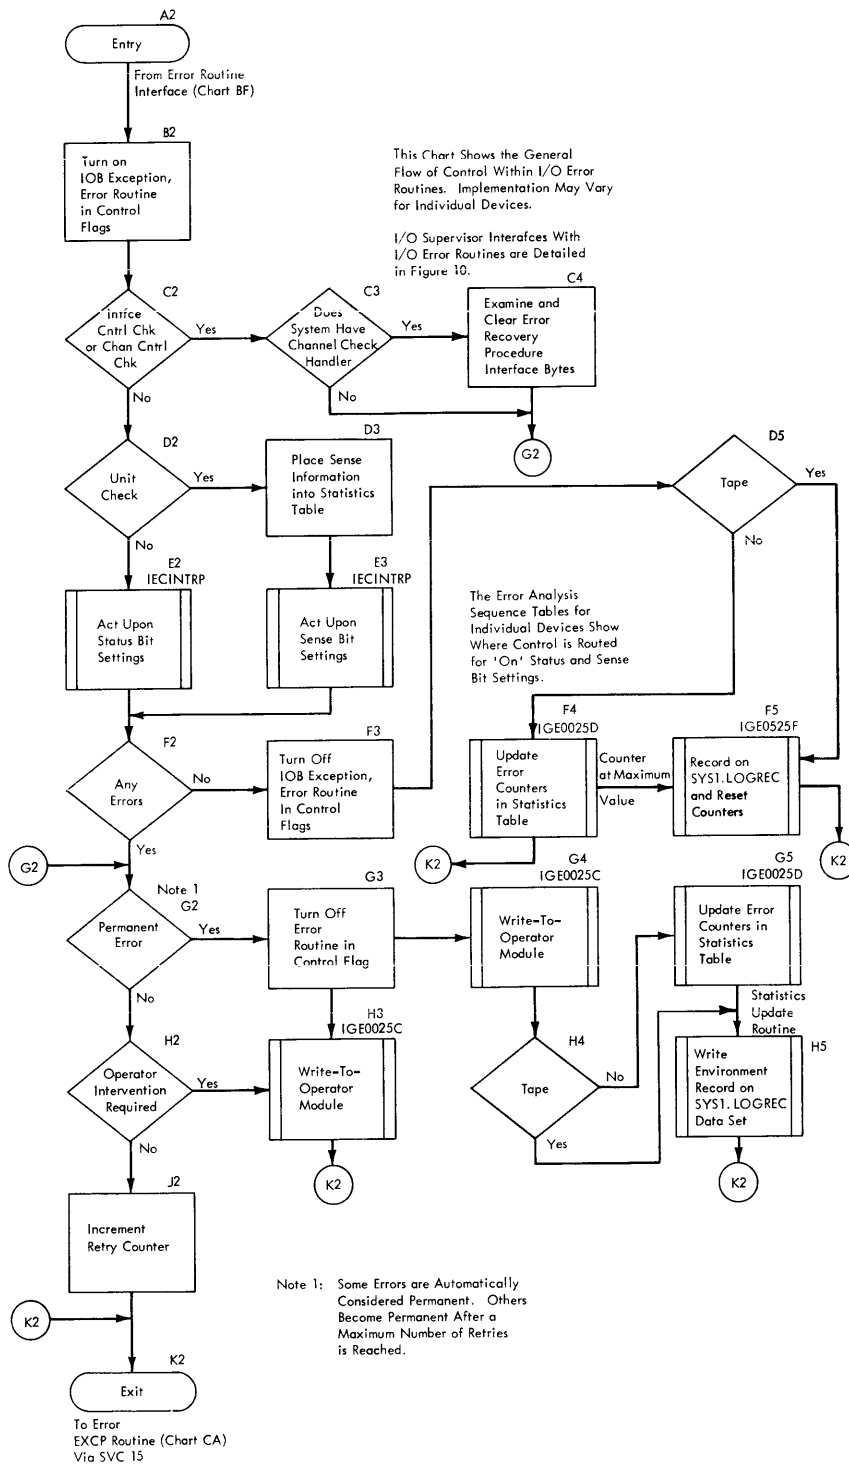 A2
Entry
From Error Routine
Interface (Chart BF)
B2
Turn on
IOB Exception,
Error Routine
in Control
Flags
This Chart Shows the General
Flow of Control Within I/O Error
Routines. Implementation May Vary
for Individual Devices.
I/O Supervisor Interafces With
I/O Error Routines are Detailed
in Figure 10.
C2
Intfce
Cntrl Chk
or Chan Cntrl
Chk
Yes
No
C3
Does
System Have
Channel Check
Handler
Yes
No
C4
Examine and
Clear Error
Recovery
Procedure
Interface Bytes
G2
D2
Unit
Check
Yes
No
D3
Place Sense
Information
into Statistics
Table
D5
Tape
Yes
No
E2
IECINTRP
Act Upon
Status Bit
Settings
E3
IECINTRP
Act Upon
Sense Bit
Settings
The Error Analysis
Sequence Tables for
Individual Devices Show
Where Control is Routed
for 'On' Status and Sense
Bit Settings.
F2
Any
Errors
No
Yes
F3
Turn Off
IOB Exception,
Error Routine
In Control
Flags
F4
IGE0025D
Update
Error
Counters
in Statistics
Table
Counter
at Maximum
Value
F5
IGE0525F
Record on
SYS1.LOGREC
and Reset
Counters
K2
K2
G2
Note 1
G2
Permanent
Error
Yes
No
G3
Turn Off
Error
Routine in
Control Flag
G4
IGE0025C
Write-To-
Operator
Module
G5
IGE0025D
Update Error
Counters in
Statistics
Table
Statistics
Update
Routine
H2
Operator
Intervention
Required
Yes
No
H3
IGE0025C
Write-To-
Operator
Module
K2
H4
Tape
No
Yes
H5
Write
Environment
Record on
SYS1.LOGREC
Data Set
K2
J2
Increment
Retry Counter
Note 1: Some Errors are Automatically
Considered Permanent. Others
Become Permanent After a
Maximum Number of Retries
is Reached.
K2
K2
Exit
To Error
EXCP Routine (Chart CA)
Via SVC 15